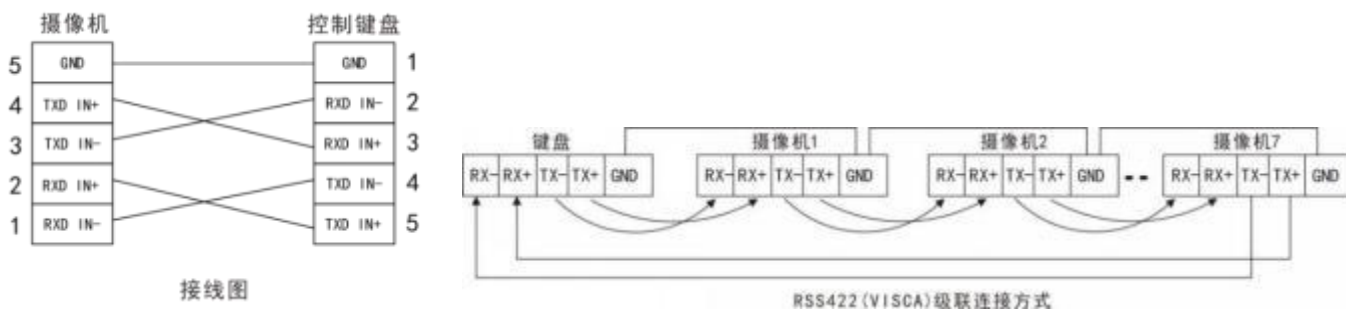 摄像机 控制键盘
5 GND GND 1
4 TXD IN+ RXD IN- 2
3 TXD IN- RXD IN+ 3
2 RXD IN+ TXD IN- 4
1 RXD IN- TXD IN+ 5
接线图
键盘 摄像机1 摄像机2 摄像机7
RX- RX+ TX- TX+ GND RX- RX+ TX- TX+ GND RX- RX+ TX- TX+ GND -- RX- RX+ TX- TX+ GND
RSS422(VISCA)级联连接方式